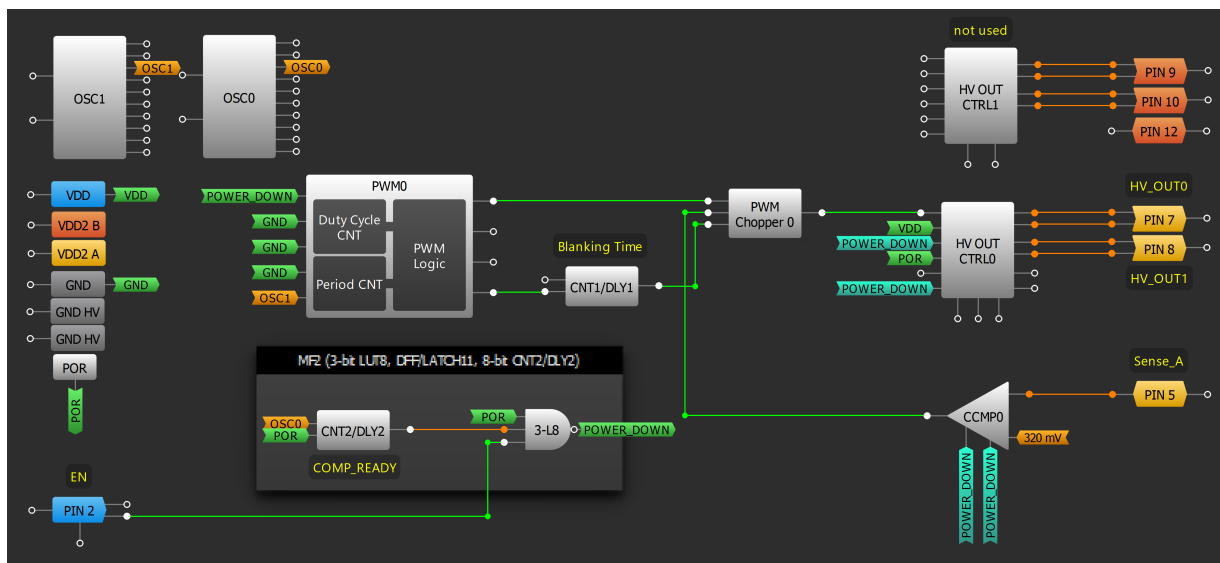 not used
OSC1
OSC1
OSC0
OSC0
HV OUT
CTRL1
PIN 9
PIN 10
PIN 12
VDD
VDD
VDD2 B
VDD2 A
GND
GND
GND HV
GND HV
POR
POR
POWER_DOWN
GND
GND
GND
OSC1
PWM0
Duty Cycle
CNT
Period CNT
PWM
Logic
Blanking Time
CNT1/DLY1
PWM
Chopper 0
VDD
POWER_DOWN
POR
POWER_DOWN
HV OUT
CTRL0
HV_OUT0
PIN 7
PIN 8
HV_OUT1
MF2 (3-bit LUT8, DFF/LATCH11, 8-bit CNT2/DLY2)
OSC0
POR
CNT2/DLY2
COMP_READY
POR
3-L8
POWER_DOWN
Sense_A
PIN 5
CCMP0
320 mV
POWER_DOWN
POWER_DOWN
EN
PIN 2